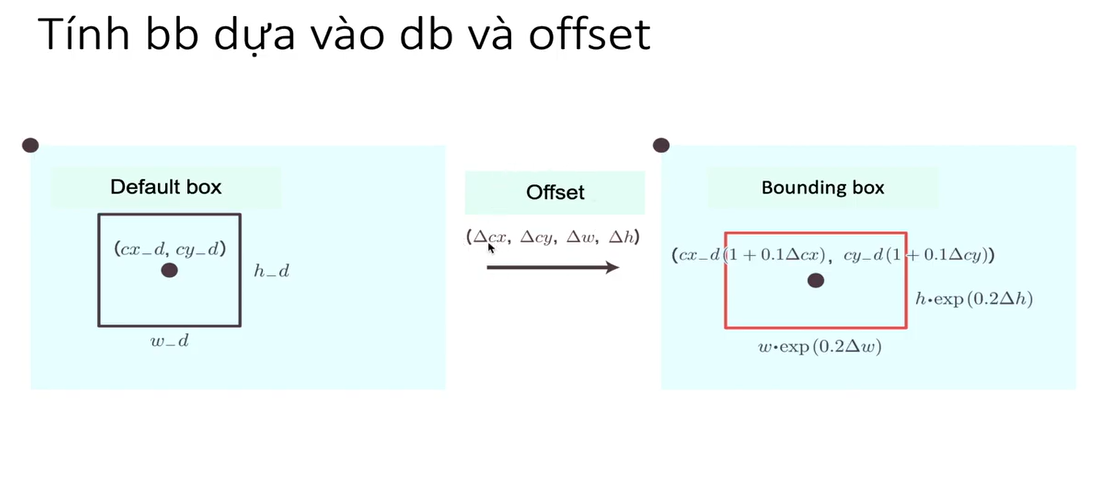 Tính bb dựa vào db và offset
Default box
(cx_d, cy_d)
h_d
w_d
Offset
(Δcx, Δcy, Δw, Δh)
Bounding box
(cx_d(1 + 0.1Δcx), cy_d(1 + 0.1Δcy))
h•exp(0.2Δh)
w•exp(0.2Δw)